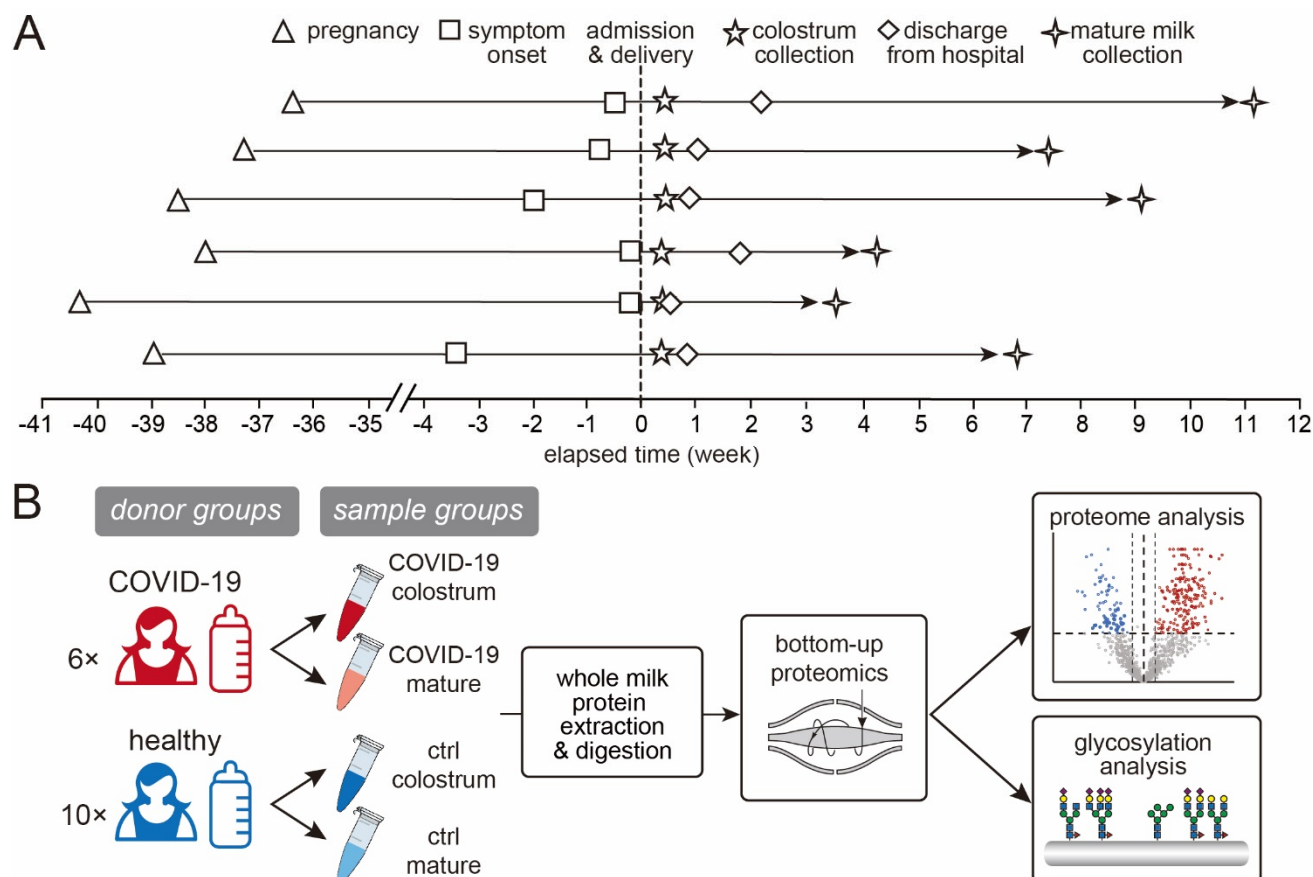 A
pregnancy
symptom
onset
admission
& delivery
colostrum
collection
discharge
from hospital
mature milk
collection
-41 -40 -39 -38 -37 -36 -35 -4 -3 -2 -1 0 1 2 3 4 5 6 7 8 9 10 11 12
elapsed time (week)
B
donor groups
sample groups
COVID-19
6×
healthy
10×
COVID-19
colostrum
COVID-19
mature
ctrl
colostrum
ctrl
mature
whole milk
protein
extraction
& digestion
bottom-up
proteomics
proteome analysis
glycosylation
analysis